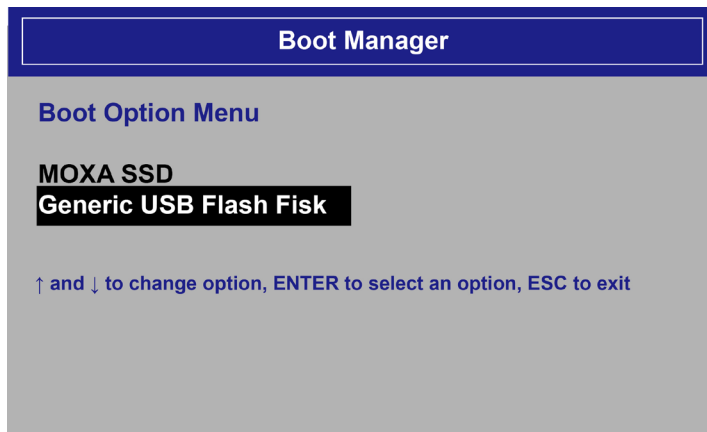 Boot Manager
Boot Option Menu
MOXA SSD
Generic USB Flash Fisk
↑ and ↓ to change option, ENTER to select an option, ESC to exit